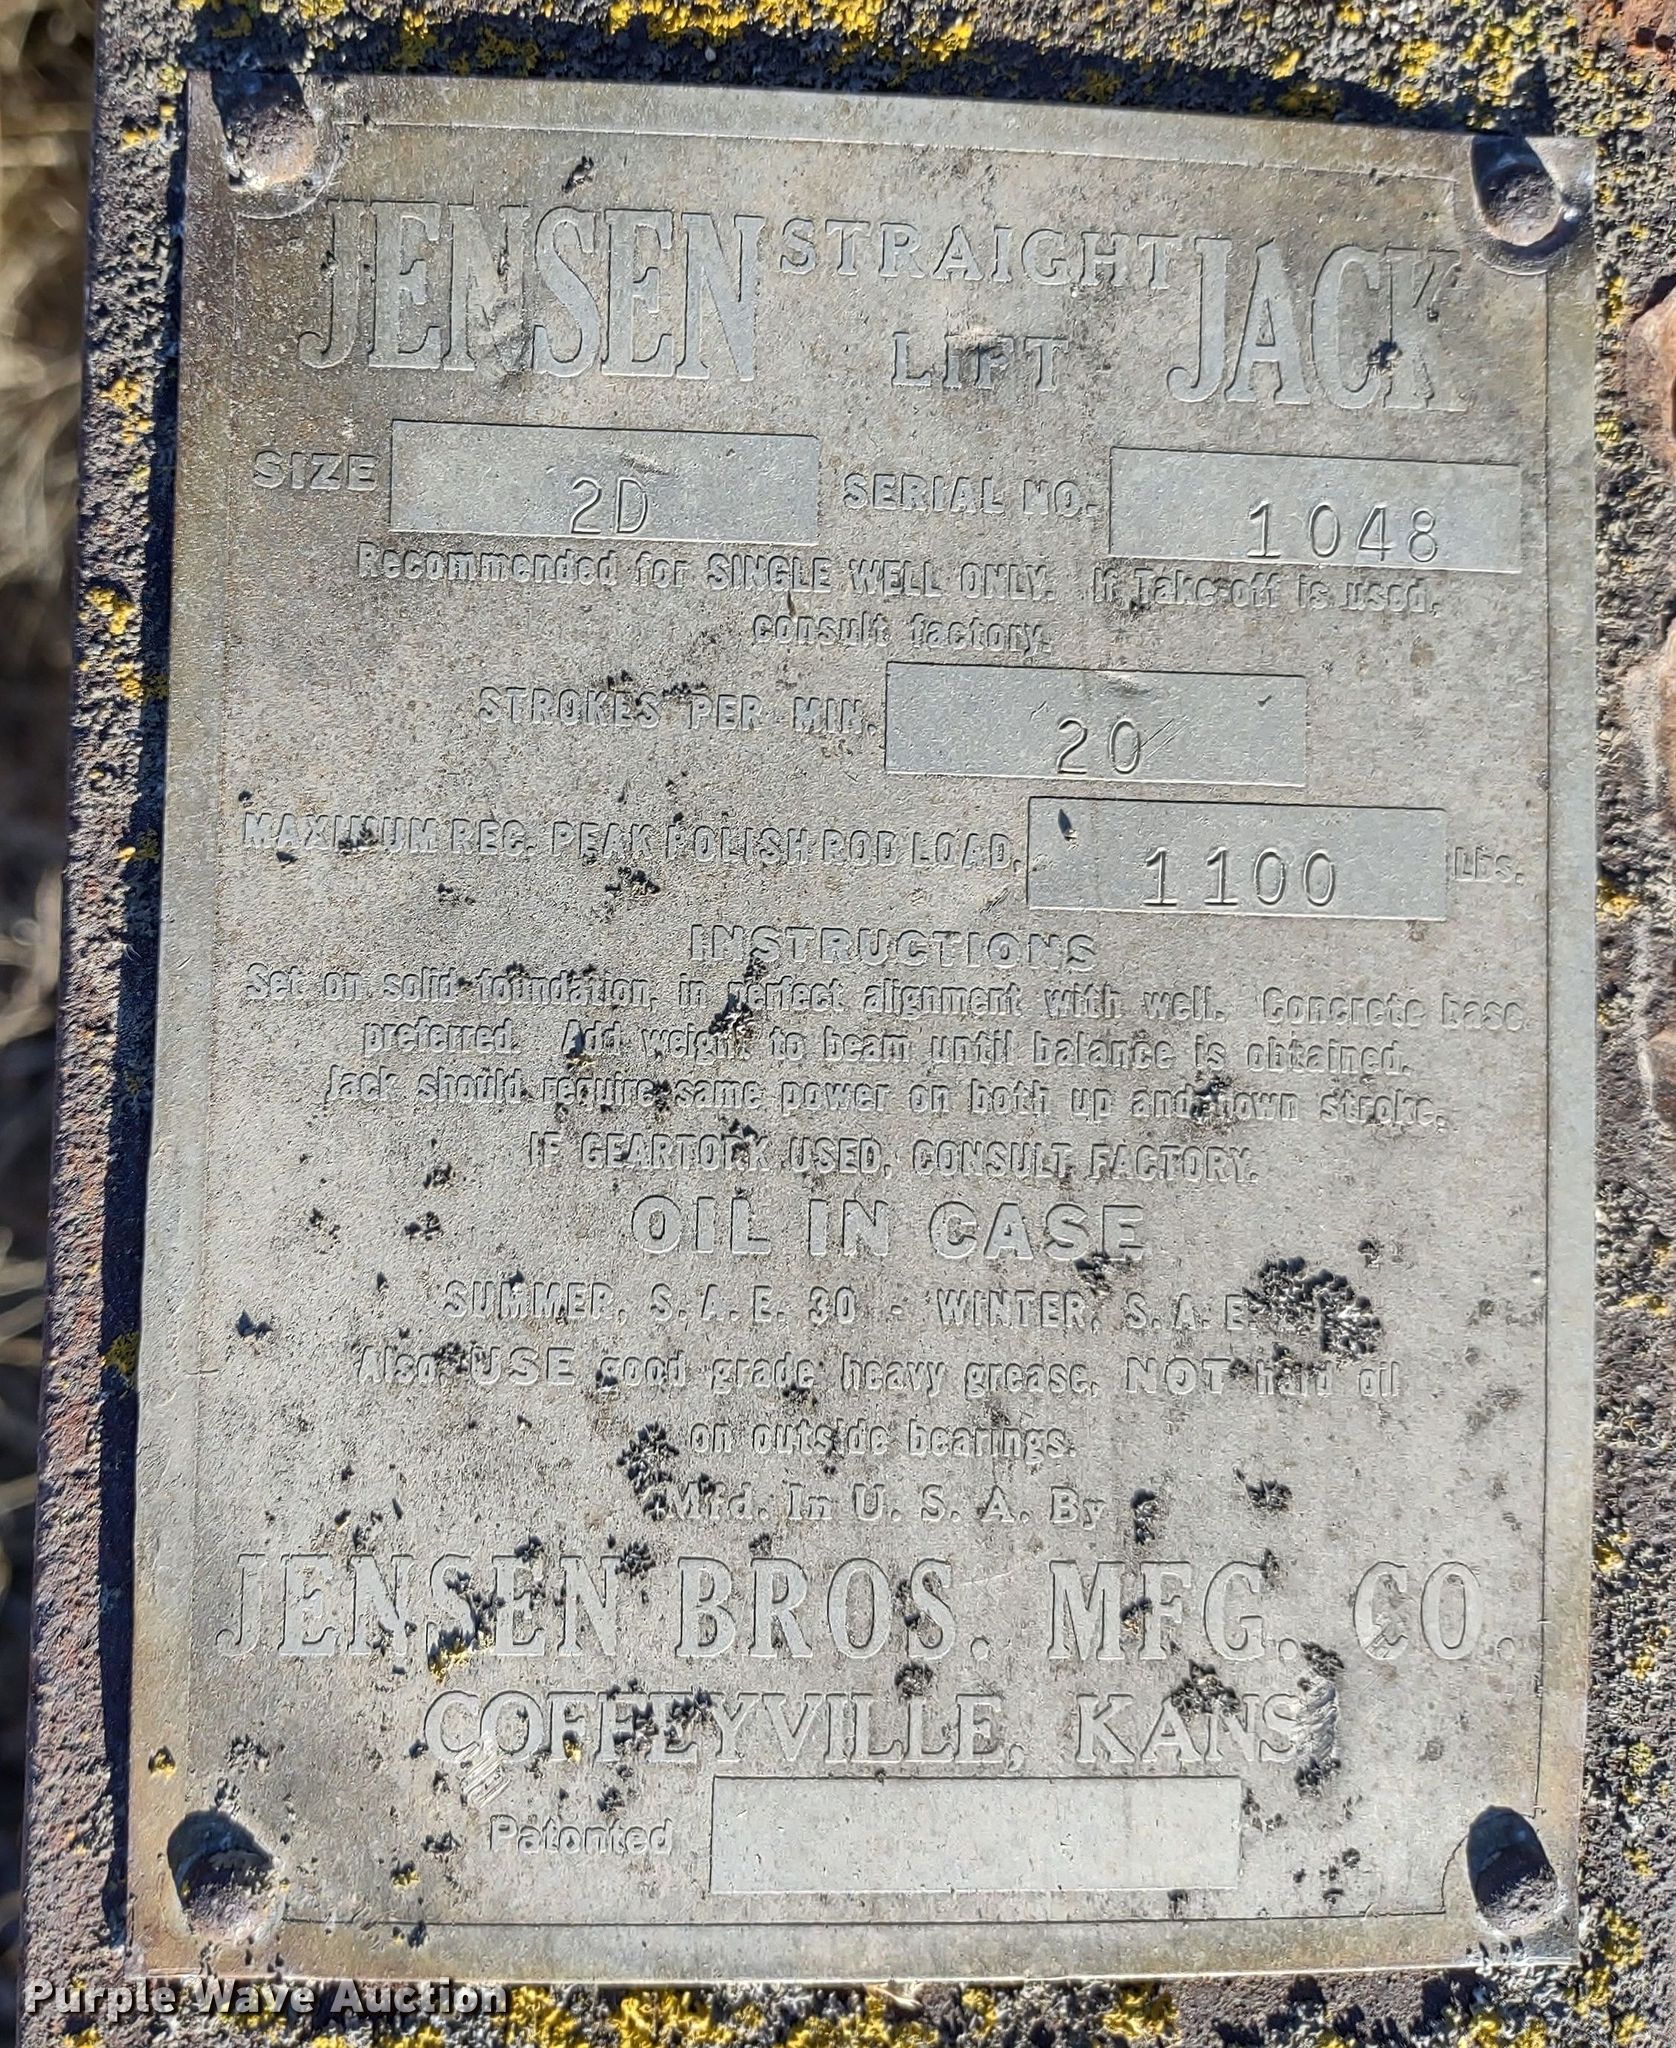 JENSEN STRAIGHT LIFT JACK
SIZE 2D SERIAL NO. 1048
Recommended for SINGLE WELL ONLY. If Take-off is used,
consult factory.
STROKES PER MIN. 20
MAXIMUM REC. PEAK POLISH ROD LOAD, 1100 Lbs.
INSTRUCTIONS
Set on solid foundation, in perfect alignment with well. Concrete base
preferred. Add weight to beam until balance is obtained.
Jack should require same power on both up and down stroke.
IF GEARTORK USED, CONSULT FACTORY.
OIL IN CASE
SUMMER, S. A. E. 30 - WINTER, S. A. E.
Also USE good grade heavy grease, NOT hard oil
on outside bearings.
Mfd. In U. S. A. By
JENSEN BROS. MFG. CO.
COFFEYVILLE, KANS
Patented
Purple Wave Auction